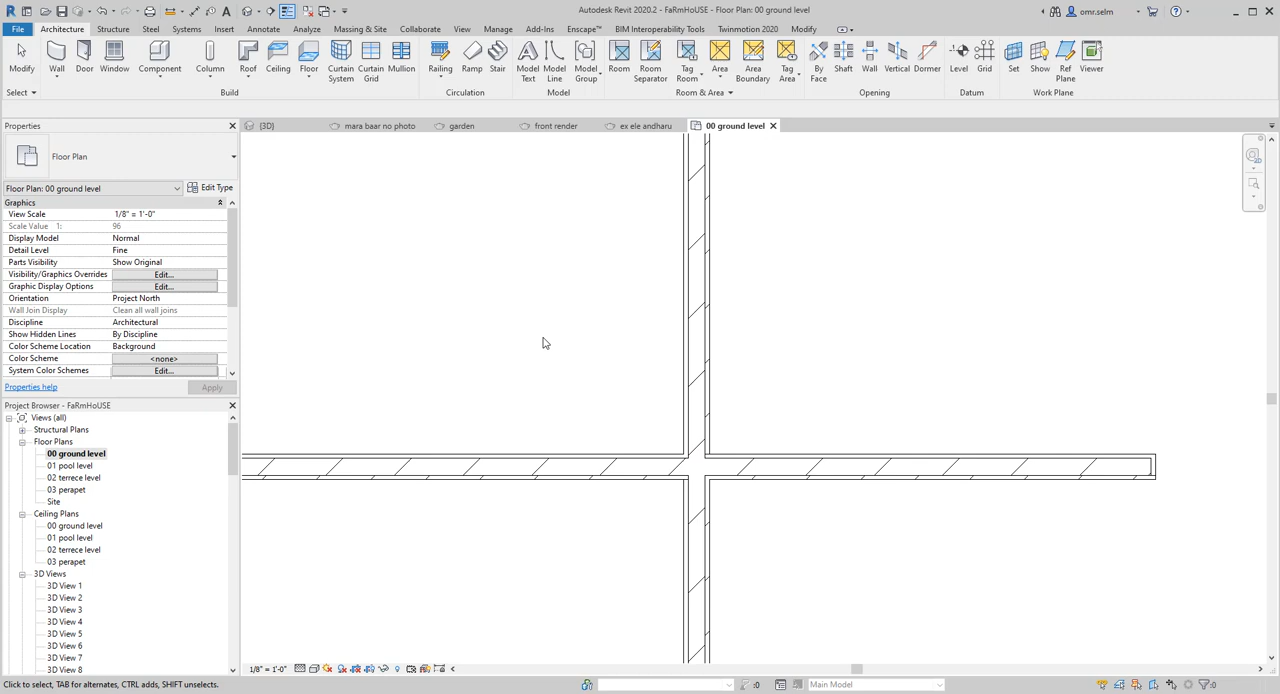 Autodesk Revit 2020.2 - FaRmHoUSE - Floor Plan: 00 ground level
omr.selm
File Architecture Structure Steel Systems Insert Annotate Analyze Massing & Site Collaborate View Manage Add-Ins Enscape™ BIM Interoperability Tools Twinmotion 2020 Modify
Modify Wall Door Window Component Column Roof Ceiling Floor Curtain System Curtain Grid Mullion Railing Ramp Stair Model Text Model Line Model Group Room Room Separator Tag Room Area Area Boundary Tag Area By Face Shaft Wall Vertical Dormer Level Grid Set Show Ref Plane Viewer
Select Build Circulation Model Room & Area Opening Datum Work Plane
Properties
{3D} mara baar no photo garden front render ex ele andharu 00 ground level
Floor Plan
Floor Plan: 00 ground level Edit Type
Graphics
View Scale 1/8" = 1'-0"
Scale Value 1: 96
Display Model Normal
Detail Level Fine
Parts Visibility Show Original
Visibility/Graphics Overrides Edit...
Graphic Display Options Edit...
Orientation Project North
Wall Join Display Clean all wall joins
Discipline Architectural
Show Hidden Lines By Discipline
Color Scheme Location Background
Color Scheme <none>
System Color Schemes Edit...
Properties help Apply
Project Browser - FaRmHoUSE
Views (all)
Structural Plans
Floor Plans
00 ground level
01 pool level
02 terrece level
03 perapet
Site
Ceiling Plans
00 ground level
01 pool level
02 terrece level
03 perapet
3D Views
3D View 1
3D View 2
3D View 3
3D View 4
3D View 5
3D View 6
3D View 7
3D View 8
1/8" = 1'-0"
Click to select, TAB for alternates, CTRL adds, SHIFT unselects. :0 Main Model :0